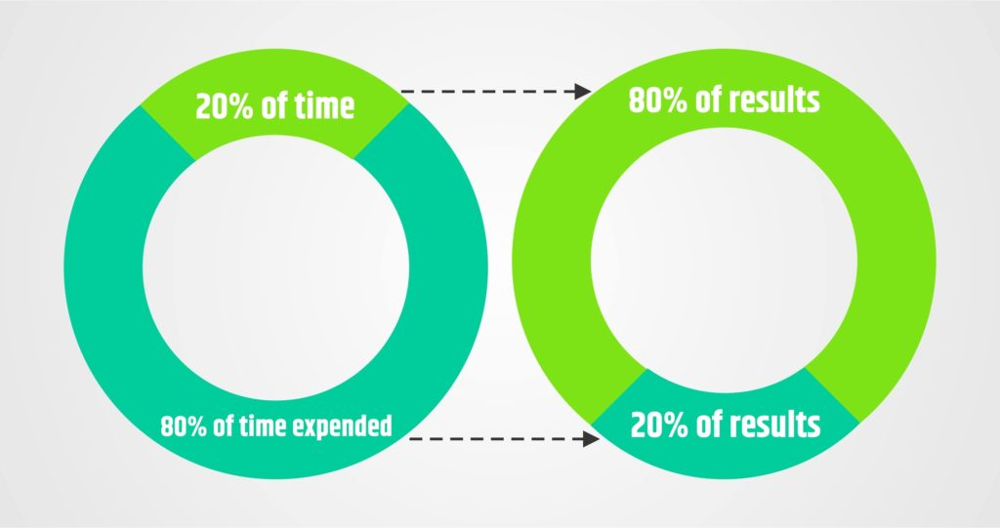 20% of time
80% of results
80% of time expended
20% of results